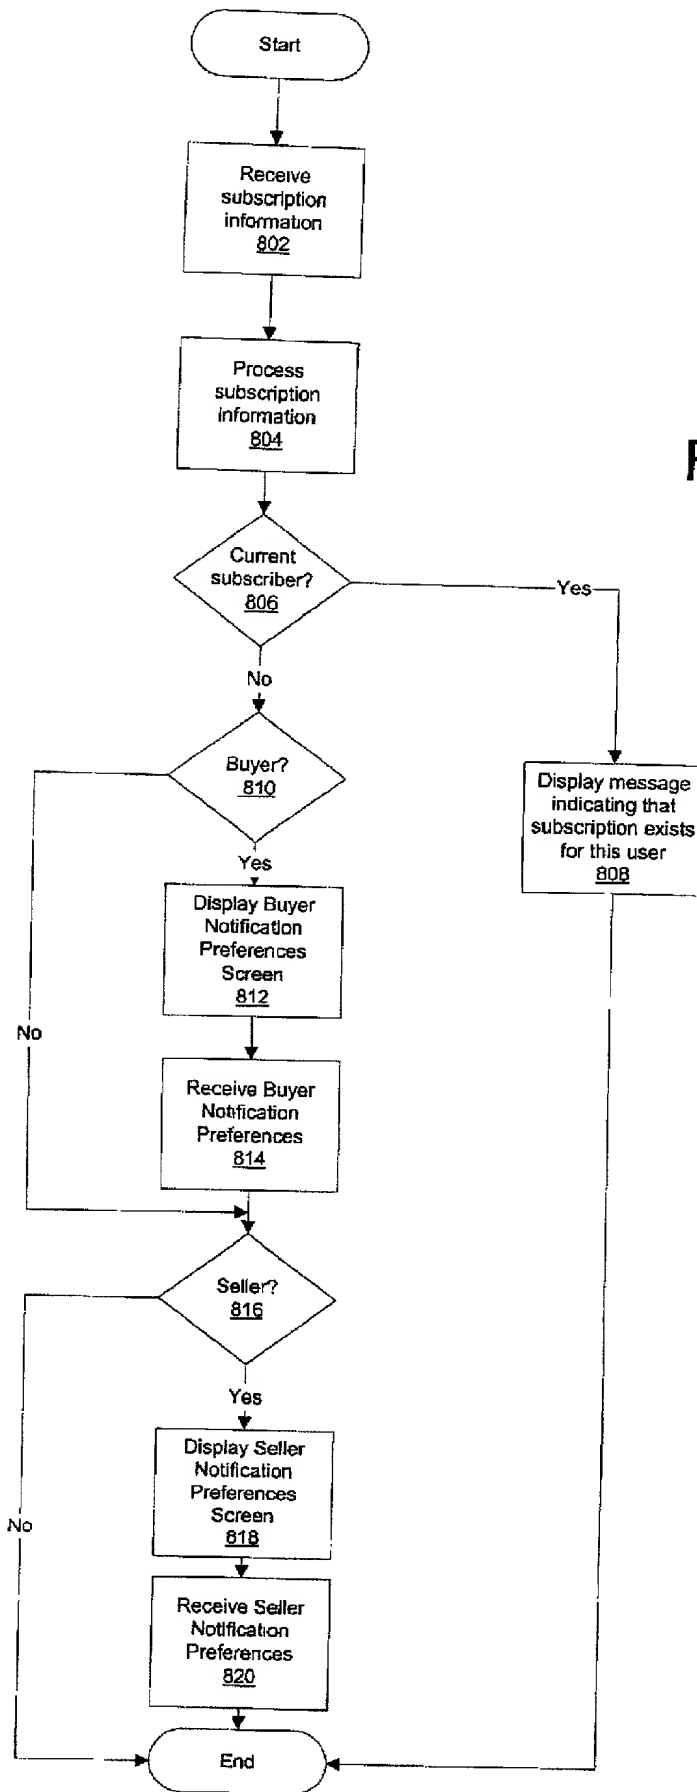 Start
Receive
subscription
information
802
Process
subscription
information
804
Current
subscriber?
806
Yes
No
Buyer?
810
Display message
indicating that
subscription exists
for this user
808
Yes
Display Buyer
Notification
Preferences
Screen
812
No
Receive Buyer
Notification
Preferences
814
Seller?
816
Yes
Display Seller
Notification
Preferences
Screen
818
No
Receive Seller
Notification
Preferences
820
End